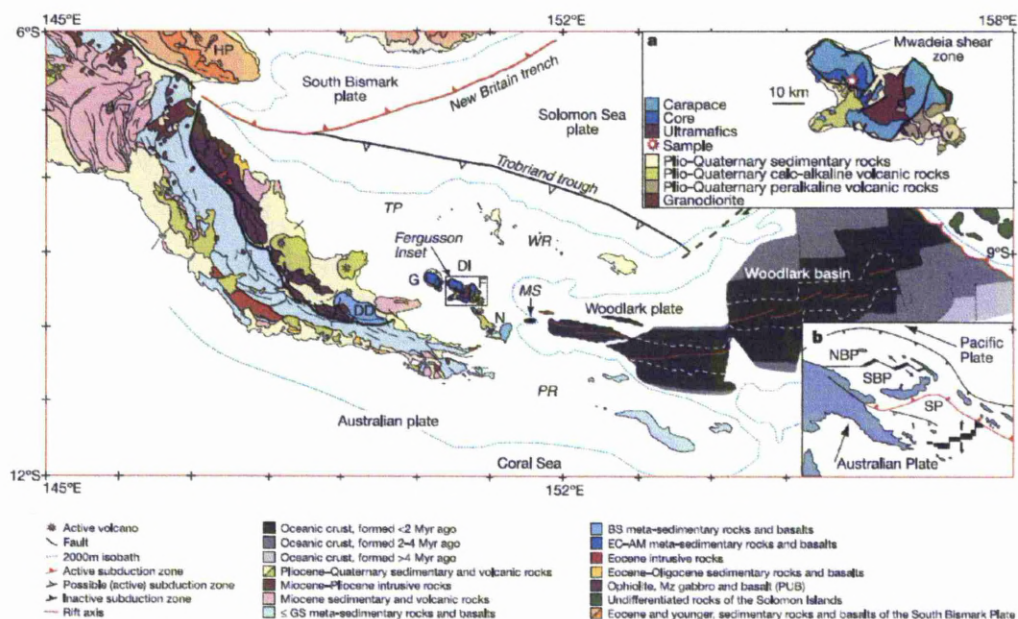 145°E
152°E
158°E
6°S
HP
South Bismark
plate
New Britain trench
Solomon Sea
plate
Trobriand trough
a
Mwadeia shear
zone
10 km
Carapace
Core
Ultramafics
Sample
Plio-Quaternary sedimentary rocks
Plio-Quaternary calc-alkaline volcanic rocks
Plio-Quaternary peralkaline volcanic rocks
Granodiorite
TP
WR
Fergusson
Inset
DI
G
F
MS
N
DD
9°S
Woodlark basin
Woodlark plate
PR
Australian plate
Coral Sea
b
Pacific
Plate
NBP
SBP
SP
Australian Plate
12°S
145°E
152°E
Active volcano
Fault
2000m isobath
Active subduction zone
Possible (active) subduction zone
Inactive subduction zone
Rift axis
Oceanic crust, formed <2 Myr ago
Oceanic crust, formed 2–4 Myr ago
Oceanic crust, formed >4 Myr ago
Pliocene–Quaternary sedimentary and volcanic rocks
Miocene–Pliocene intrusive rocks
Miocene sedimentary and volcanic rocks
≤ GS meta-sedimentary rocks and basalts
BS meta-sedimentary rocks and basalts
EC–AM meta-sedimentary rocks and basalts
Eocene intrusive rocks
Eocene–Oligocene sedimentary rocks and basalts
Ophiolite, Mz gabbro and basalt (PUB)
Undifferentiated rocks of the Solomon Islands
Eocene and younger, sedimentary rocks and basalts of the South Bismark Plate